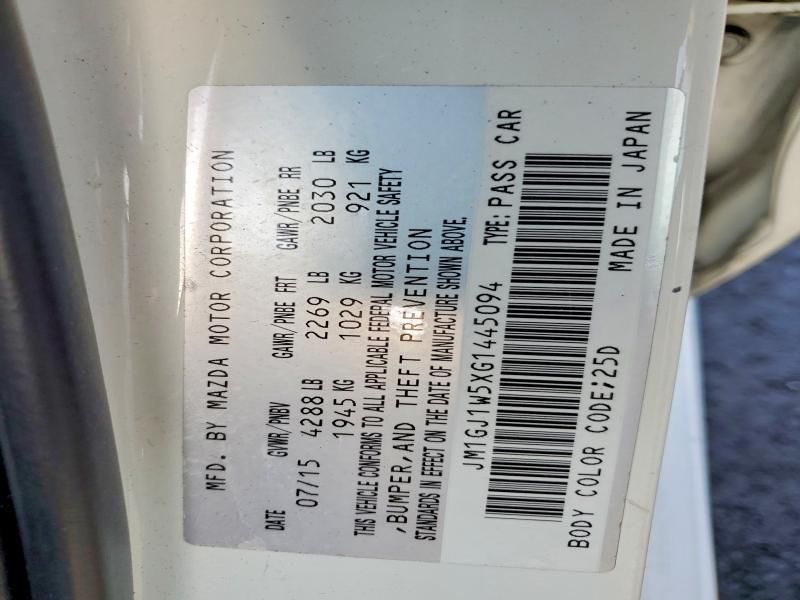 MFD. BY MAZDA MOTOR CORPORATION
DATE GVWR/PNBV GAWR/PNBE FRT GAWR/PNBE RR
07/15 4288 LB 2269 LB 2030 LB
1945 KG 1029 KG 921 KG
THIS VEHICLE CONFORMS TO ALL APPLICABLE FEDERAL MOTOR VEHICLE SAFETY
,BUMPER,AND THEFT PREVENTION
STANDARDS IN EFFECT ON THE DATE OF MANUFACTURE SHOWN ABOVE.
JM1GJ1W5XG1445094 TYPE:PASS CAR
BODY COLOR CODE;25D MADE IN JAPAN